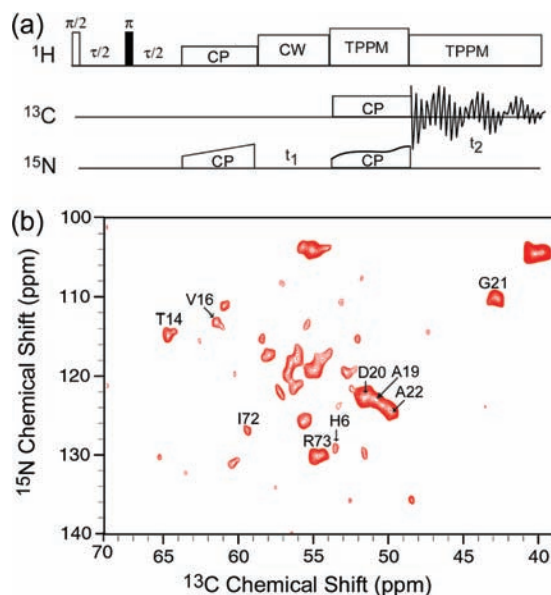 (a)
π/2 π
¹H τ/2 τ/2 CP CW TPPM TPPM
¹³C CP
t₂
¹⁵N CP t₁ CP
(b)
100
110
120
130
140
¹⁵N Chemical Shift (ppm)
G21
V16
T14
D20 A19
A22
I72 H6
R73
70 65 60 55 50 45 40
¹³C Chemical Shift (ppm)